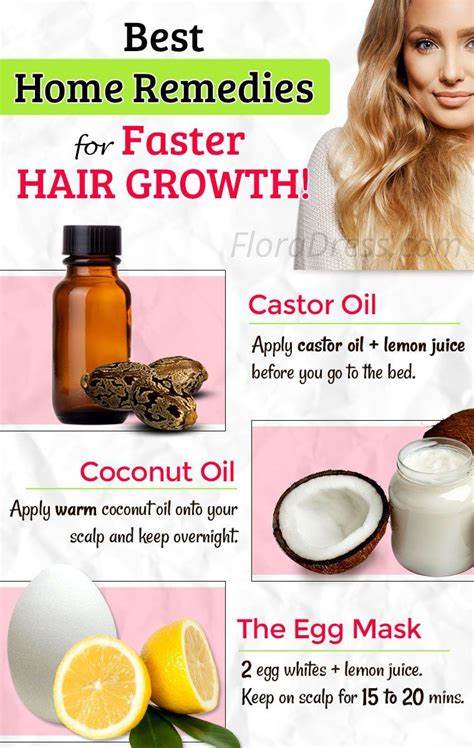 Best
Home Remedies
for Faster
HAIR GROWTH!
FloraDress.com
Castor Oil
Apply castor oil + lemon juice
before you go to the bed.
Coconut Oil
Apply warm coconut oil onto your
scalp and keep overnight.
The Egg Mask
2 egg whites + lemon juice.
Keep on scalp for 15 to 20 mins.